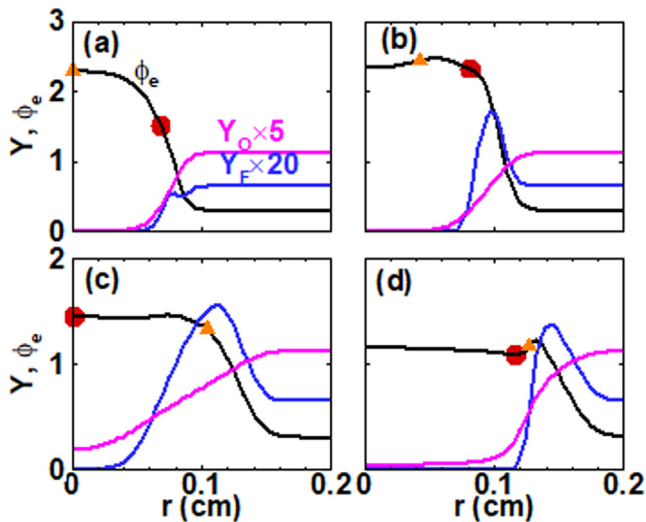 3
(a)
(b)
ϕe
2
Y, ϕe
YO×5
1
YF×20
0
2
(c)
(d)
Y, ϕe
1
0
0 0.1 0.2 0 0.1 0.2
r (cm) r (cm)